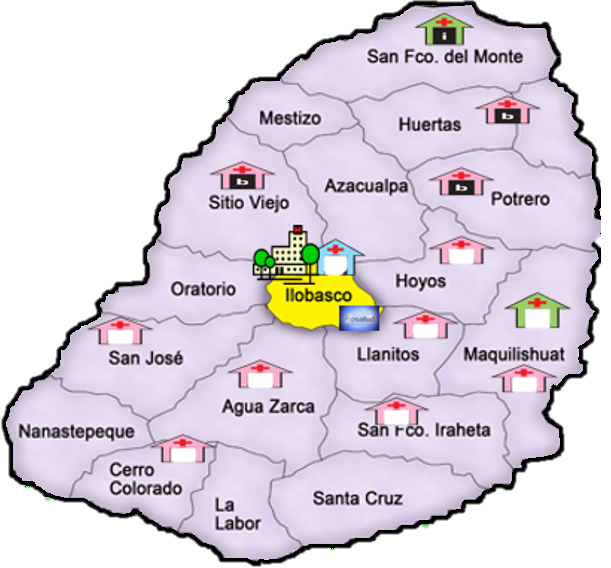 i
San Fco. del Monte
Mestizo
Huertas
b
Azacualpa
b
Sitio Viejo
b
Potrero
Oratorio
Ilobasco
Hoyos
San José
Llanitos
Maquilishuat
Agua Zarca
San Fco. Iraheta
Nanastepeque
Cerro
Colorado
La
Labor
Santa Cruz